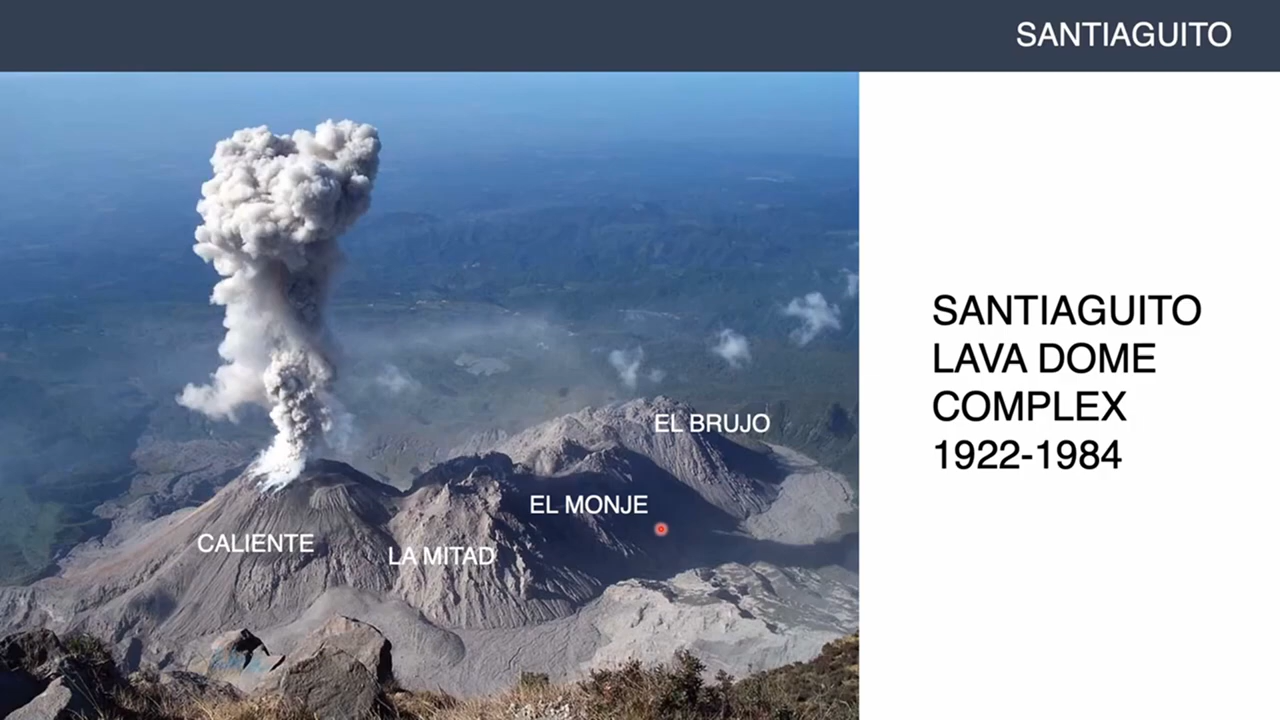 SANTIAGUITO
EL BRUJO
EL MONJE
CALIENTE
LA MITAD
SANTIAGUITO
LAVA DOME
COMPLEX
1922-1984